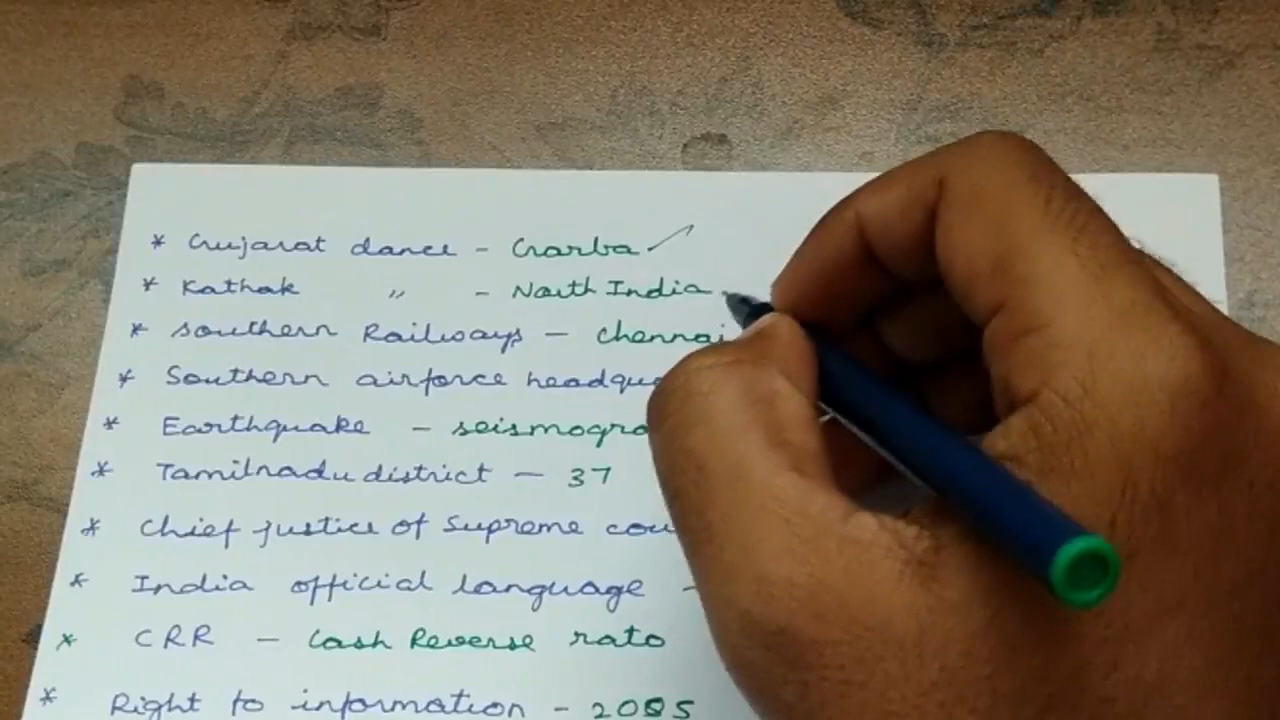 * Gujarat dance - Garba ✓
* Kathak " - North India
* Southern Railways - chennai
* Southern airforce
* Earthquake -
* Tamilnadu district - 37
* Chief justice of Supreme
* India official language -
* CRR - Cash Reverse rato
* Right to information - 2005